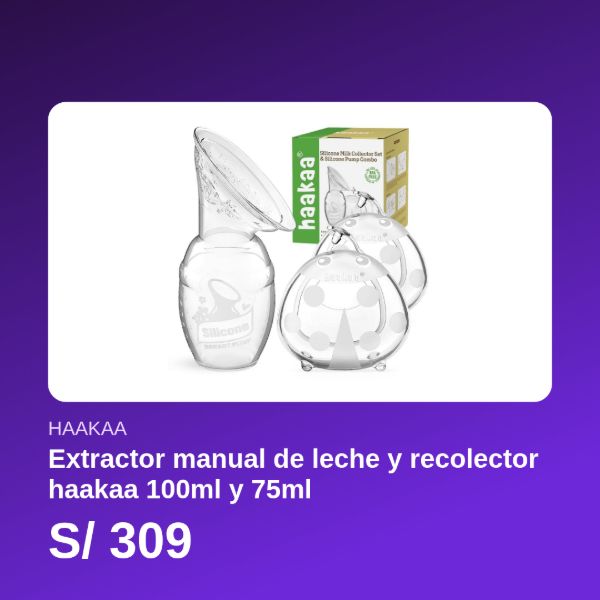 haakaa®
Silicone Milk Collector Set
& Silicone Pump Combo
haakaa
Silicone
BREAST PUMP
HAAKAA
Extractor manual de leche y recolector
haakaa 100ml y 75ml
S/ 309